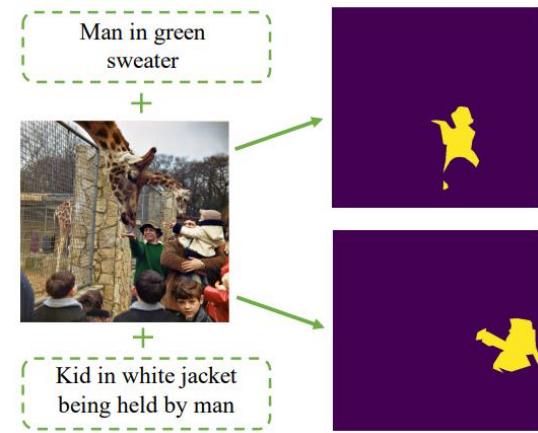 Man in green
sweater
+
+
Kid in white jacket
being held by man